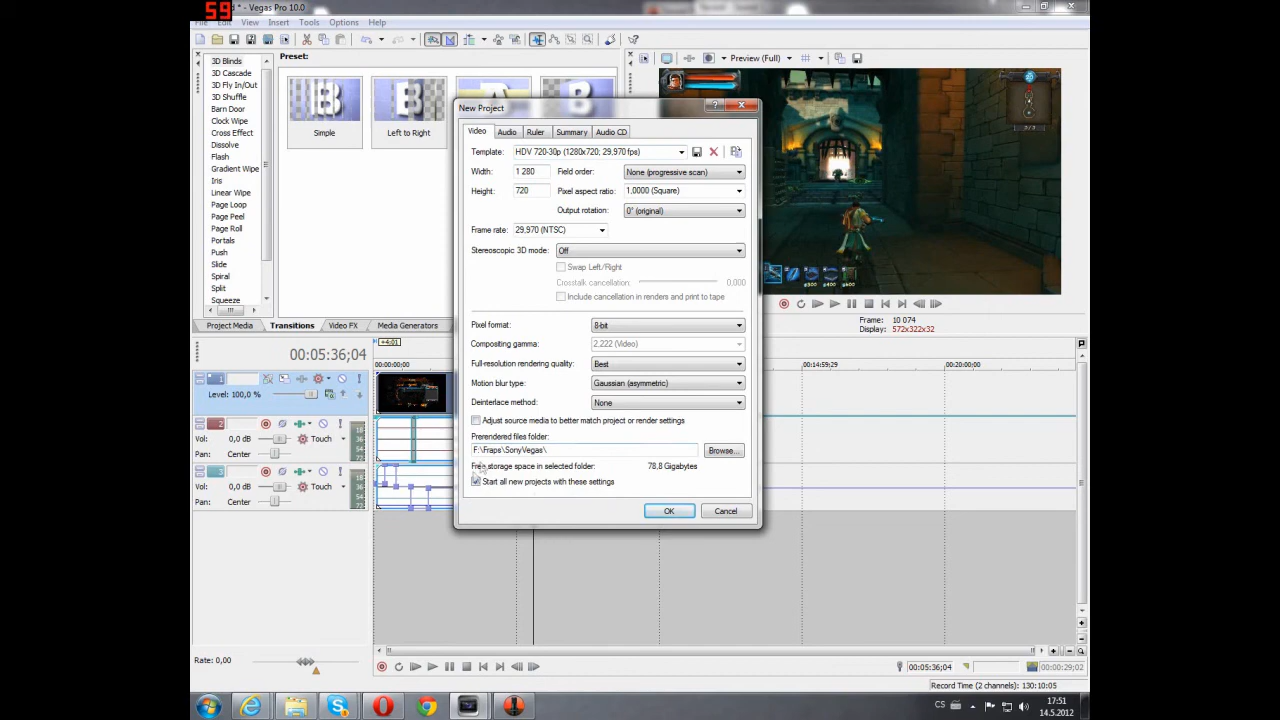 59
* - Vegas Pro 10.0
File Edit View Insert Tools Options Help
3D Blinds
3D Cascade
3D Fly In/Out
3D Shuffle
Barn Door
Clock Wipe
Cross Effect
Dissolve
Flash
Gradient Wipe
Iris
Linear Wipe
Page Loop
Page Peel
Page Roll
Portals
Push
Slide
Spiral
Split
Squeeze
Preset:
Simple
Left to Right
Project Media Transitions Video FX Media Generators
Preview (Full)
Frame: 10 074
Display: 572x322x32
New Project
Video Audio Ruler Summary Audio CD
Template: HDV 720-30p (1280x720; 29,970 fps)
Width: 1 280 Field order: None (progressive scan)
Height: 720 Pixel aspect ratio: 1,0000 (Square)
Output rotation: 0° (original)
Frame rate: 29,970 (NTSC)
Stereoscopic 3D mode: Off
Swap Left/Right
Crosstalk cancellation: 0,000
Include cancellation in renders and print to tape
Pixel format: 8-bit
Compositing gamma: 2,222 (Video)
Full-resolution rendering quality: Best
Motion blur type: Gaussian (asymmetric)
Deinterlace method: None
Adjust source media to better match project or render settings
Prerendered files folder:
F:\Fraps\SonyVegas\ Browse...
Free storage space in selected folder: 78,8 Gigabytes
Start all new projects with these settings
OK Cancel
+4:01
00:05:36;04
00:00:00;00 00:14:59;29 00:20:00;00
1
Level: 100,0 %
2
Vol: 0,0 dB Touch
Pan: Center
18
36
54
3
Vol: 0,0 dB Touch
Pan: Center
18
36
54
72
Rate: 0,00
00:05:36;04 00:00:29;02
Record Time (2 channels): 130:10:05
CS 17:51
14.5.2012